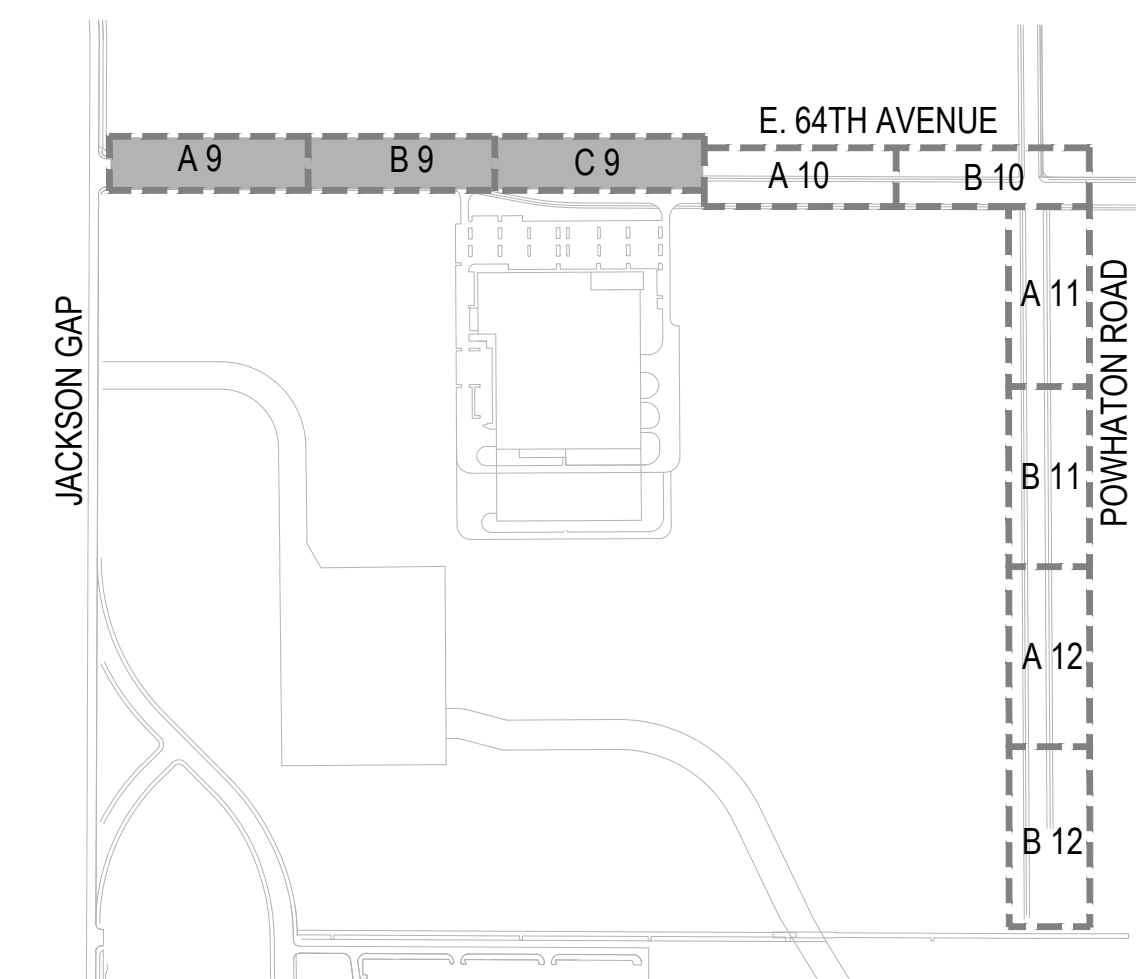 E. 64TH AVENUE
A 9
B 9
C 9
A 10
B 10
JACKSON GAP
A 11
POWHATON ROAD
B 11
A 12
B 12